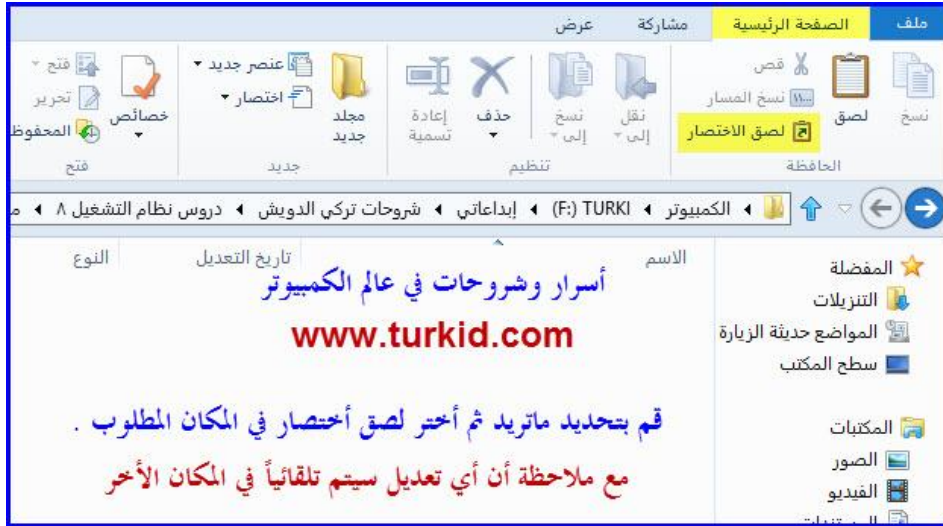 ملف الصفحة الرئيسية مشاركة عرض
نسخ
لصق
قص
نسخ المسار
لصق الاختصار
الحافظة
نقل إلى
نسخ إلى
حذف
إعادة تسمية
تنظيم
مجلد جديد
عنصر جديد
اختصار
جديد
خصائص
فتح
تحرير
المحفوظ
فتح
الكمبيوتر TURKI (F:) إبداعاتي شروحات تركي الدويش دروس نظام التشغيل ٨
الاسم تاريخ التعديل النوع
المفضلة
التنزيلات
المواضع حديثة الزيارة
سطح المكتب
المكتبات
الصور
الفيديو
أسرار وشروحات في عالم الكمبيوتر
www.turkid.com
قم بتحديد ماتريد ثم أختر لصق أختصار في المكان المطلوب .
مع ملاحظة أن أي تعديل سيتم تلقائياً في المكان الأخر